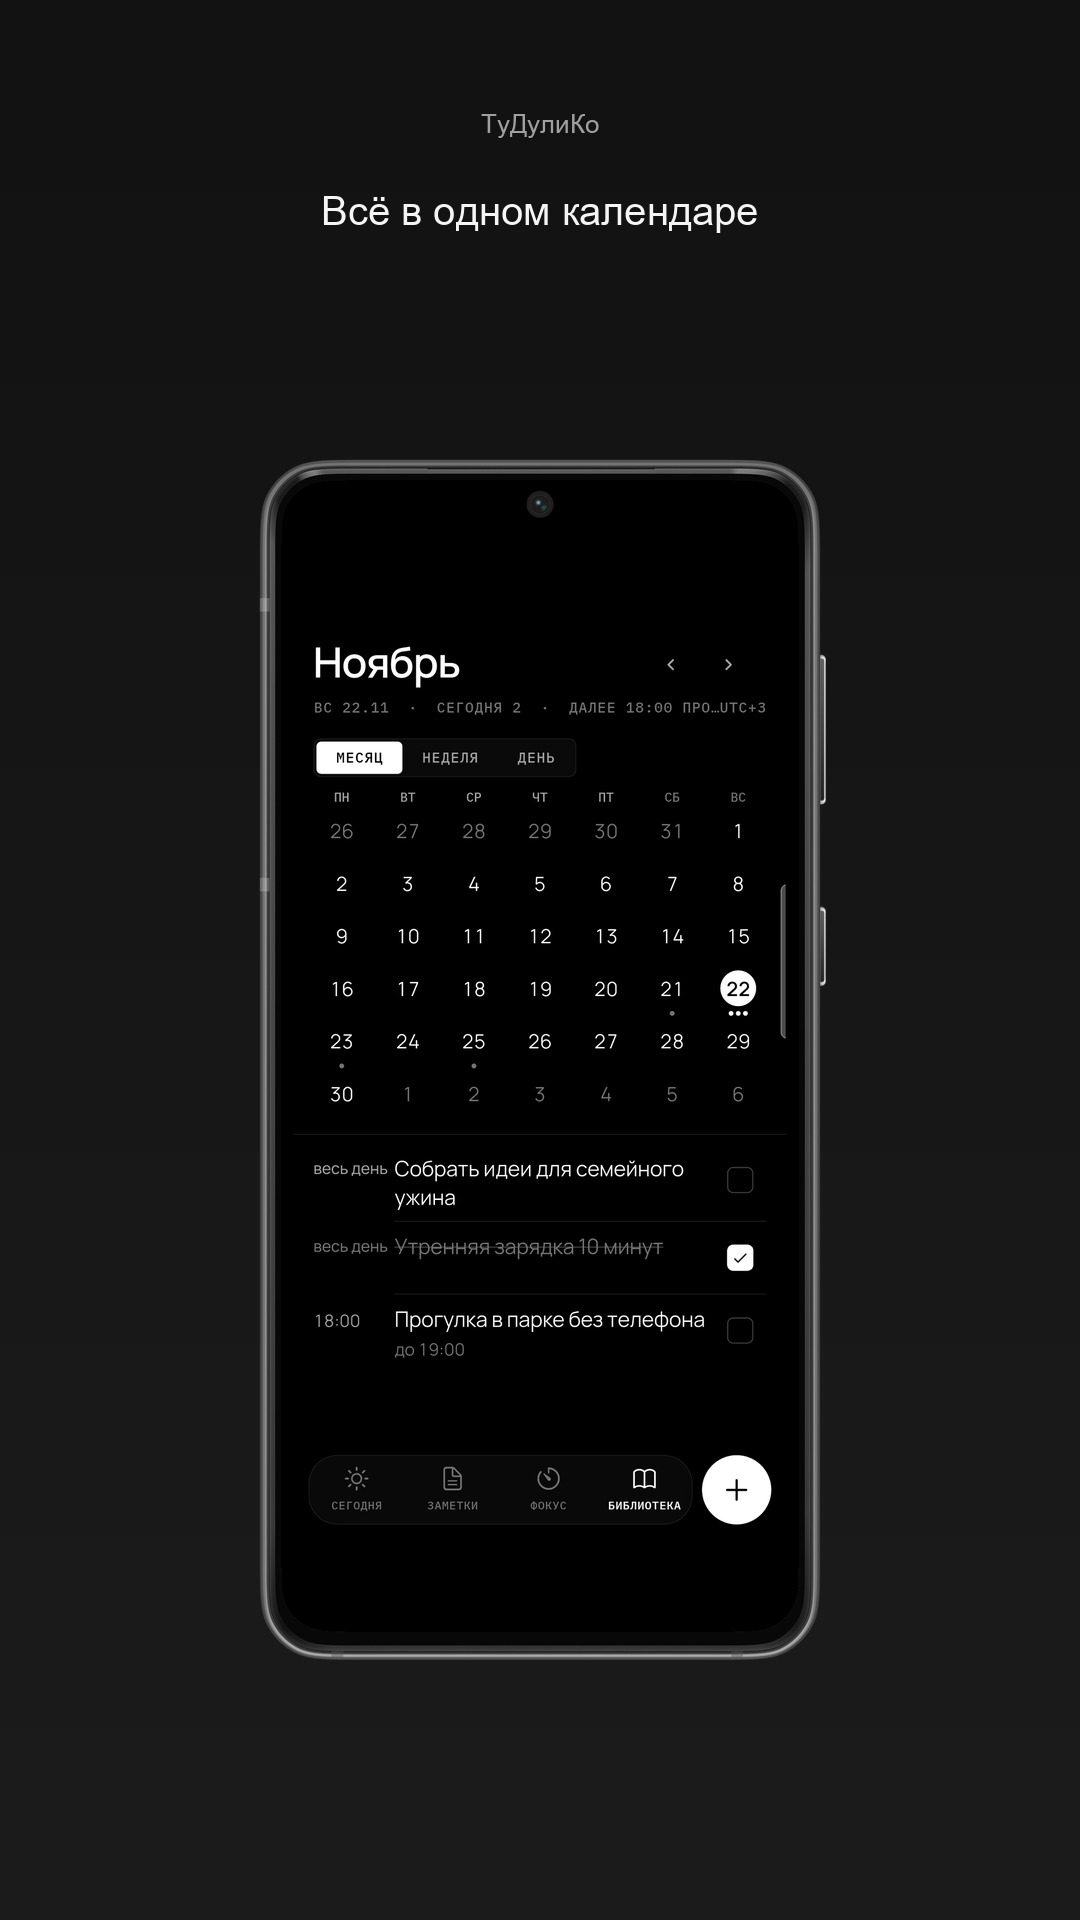 ТуДулиКо
Всё в одном календаре
Ноябрь
ВС 22.11 · СЕГОДНЯ 2 · ДАЛЕЕ 18:00 ПРО…UTC+3
МЕСЯЦ НЕДЕЛЯ ДЕНЬ
ПН ВТ СР ЧТ ПТ СБ ВС
26 27 28 29 30 31 1
2 3 4 5 6 7 8
9 10 11 12 13 14 15
16 17 18 19 20 21 22
23 24 25 26 27 28 29
30 1 2 3 4 5 6
весь день Собрать идеи для семейного
ужина
весь день Утренняя зарядка 10 минут
18:00 Прогулка в парке без телефона
до 19:00
СЕГОДНЯ ЗАМЕТКИ ФОКУС БИБЛИОТЕКА